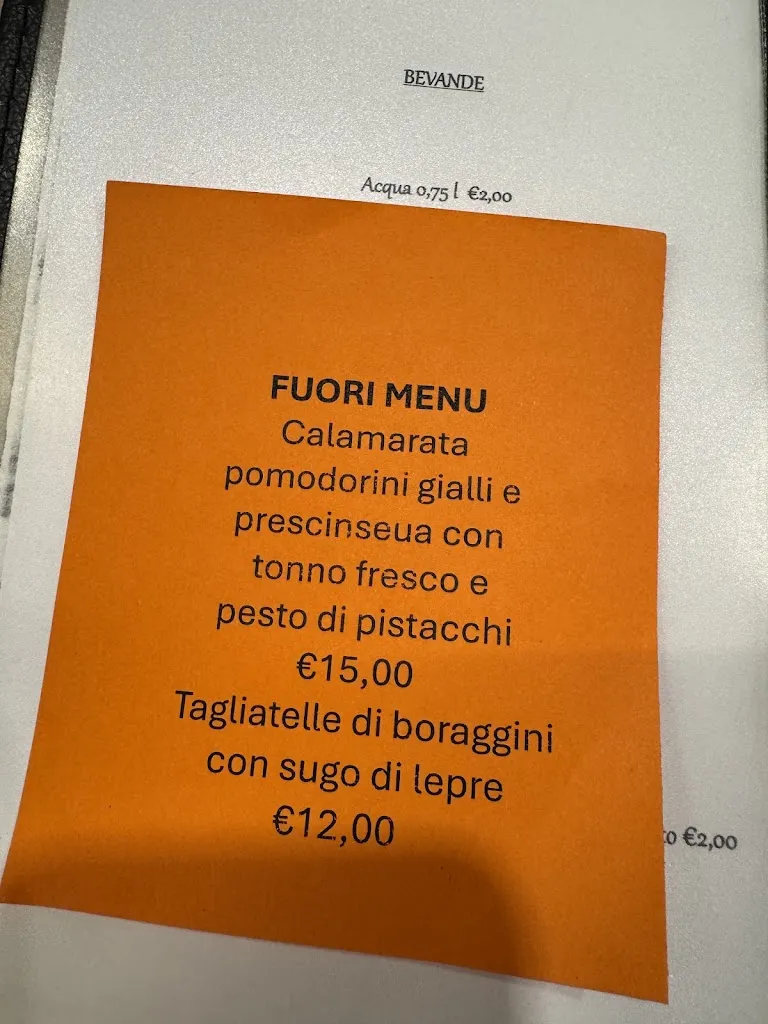 BEVANDE
Acqua 0,75 l €2,00
FUORI MENU
Calamarata
pomodorini gialli e
prescinseua con
tonno fresco e
pesto di pistacchi
€15,00
Tagliatelle di boraggini
con sugo di lepre
€12,00
€2,00